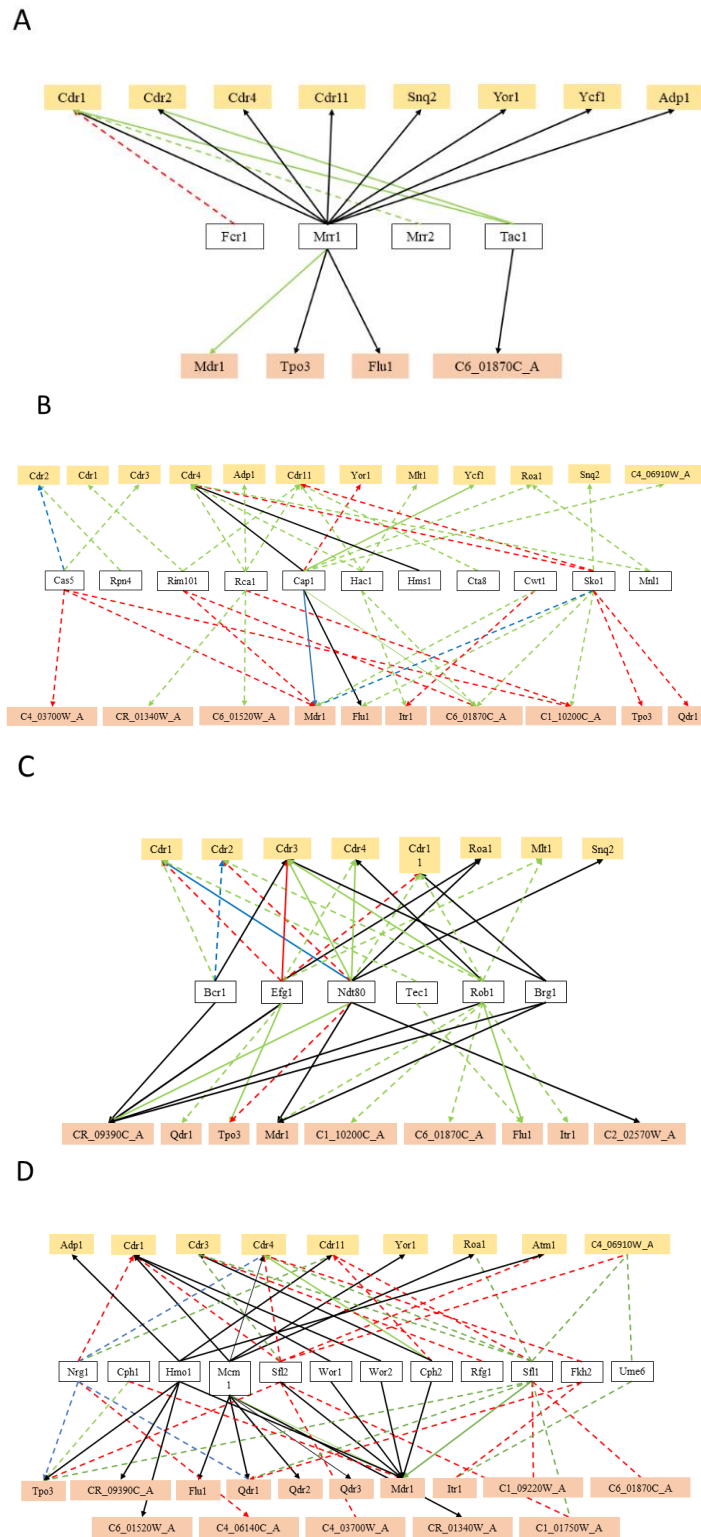 A
Cdr1 Cdr2 Cdr4 Cdr11 Snq2 Yor1 Ycf1 Adp1
Fcr1 Mrr1 Mrr2 Tac1
Mdr1 Tpo3 Flu1 C6_01870C_A
B
Cdr2 Cdr1 Cdr3 Cdr4 Adp1 Cdr11 Yor1 Mlt1 Ycf1 Roa1 Snq2 C4_06910W_A
Cas5 Rpn4 Rim101 Rca1 Cap1 Hac1 Hms1 Cta8 Cwt1 Sko1 Mnl1
C4_03700W_A CR_01340W_A C6_01520W_A Mdr1 Flu1 Itr1 C6_01870C_A C1_10200C_A Tpo3 Qdr1
C
Cdr1 Cdr2 Cdr3 Cdr4 Cdr1 Roa1 Mlt1 Snq2
1
Bcr1 Efg1 Ndt80 Tec1 Rob1 Brg1
CR_09390C_A Qdr1 Tpo3 Mdr1 C1_10200C_A C6_01870C_A Flu1 Itr1 C2_02570W_A
D
Adp1 Cdr1 Cdr3 Cdr4 Cdr11 Yor1 Roa1 Atm1 C4_06910W_A
Nrg1 Cph1 Hmo1 Mcm Sfl2 Wor1 Wor2 Cph2 Rfg1 Sfl1 Fkh2 Ume6
1
Tpo3 CR_09390C_A Flu1 Qdr1 Qdr2 Qdr3 Mdr1 Itr1 C1_09220W_A C6_01870C_A
C6_01520W_A C4_06140C_A C4_03700W_A CR_01340W_A C1_01750W_A